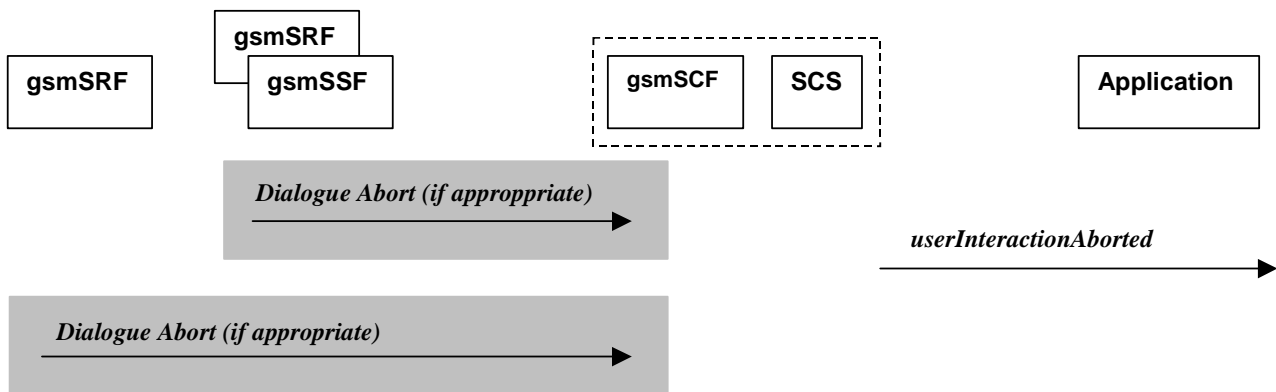 gsmSRF
gsmSRF
gsmSSF
gsmSCF
SCS
Application
Dialogue Abort (if approppriate)
userInteractionAborted
Dialogue Abort (if appropriate)